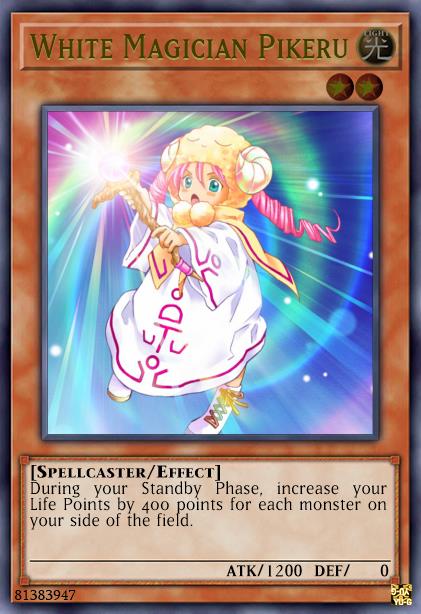 White Magician Pikeru
LIGHT
光
[Spellcaster/Effect]
During your Standby Phase, increase your
Life Points by 400 points for each monster on
your side of the field.
ATK/1200 DEF/ 0
81383947